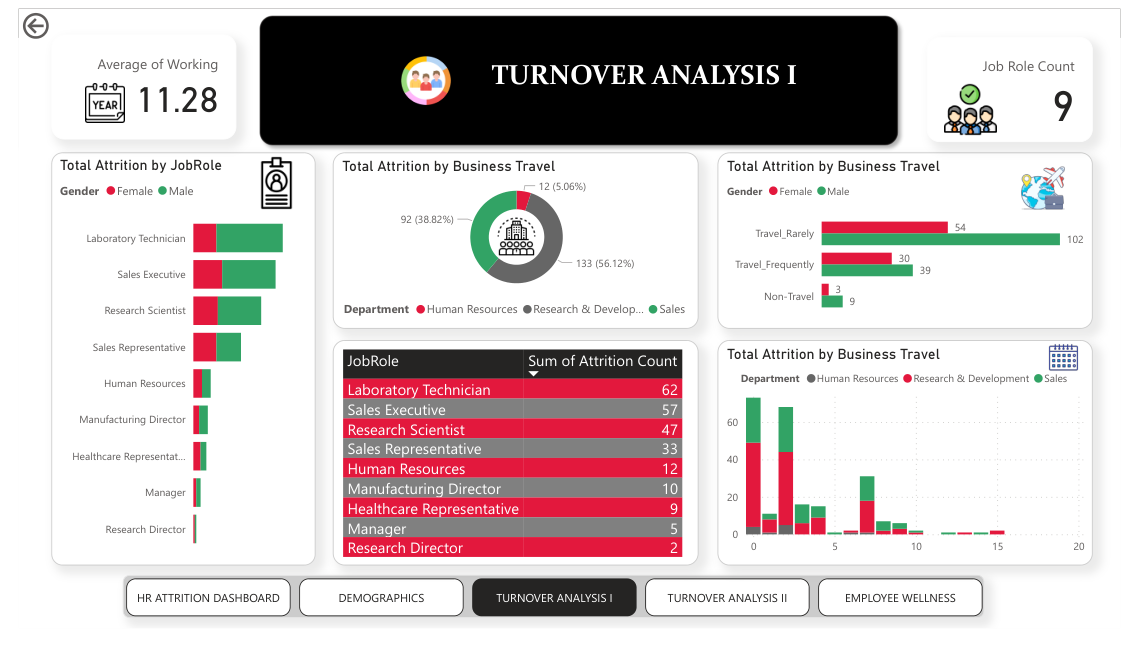 Average of Working
YEAR
11.28
TURNOVER ANALYSIS I
Job Role Count
9
Total Attrition by JobRole
Gender Female Male
Laboratory Technician
Sales Executive
Research Scientist
Sales Representative
Human Resources
Manufacturing Director
Healthcare Representat...
Manager
Research Director
Total Attrition by Business Travel
12 (5.06%)
92 (38.82%)
133 (56.12%)
Department Human Resources Research & Develop... Sales
JobRole Sum of Attrition Count
Laboratory Technician 62
Sales Executive 57
Research Scientist 47
Sales Representative 33
Human Resources 12
Manufacturing Director 10
Healthcare Representative 9
Manager 5
Research Director 2
Total Attrition by Business Travel
Gender Female Male
Travel_Rarely 54
102
Travel_Frequently 30
39
Non-Travel 3
9
Total Attrition by Business Travel
Department Human Resources Research & Development Sales
60
40
20
0
0 5 10 15 20
HR ATTRITION DASHBOARD DEMOGRAPHICS TURNOVER ANALYSIS I TURNOVER ANALYSIS II EMPLOYEE WELLNESS